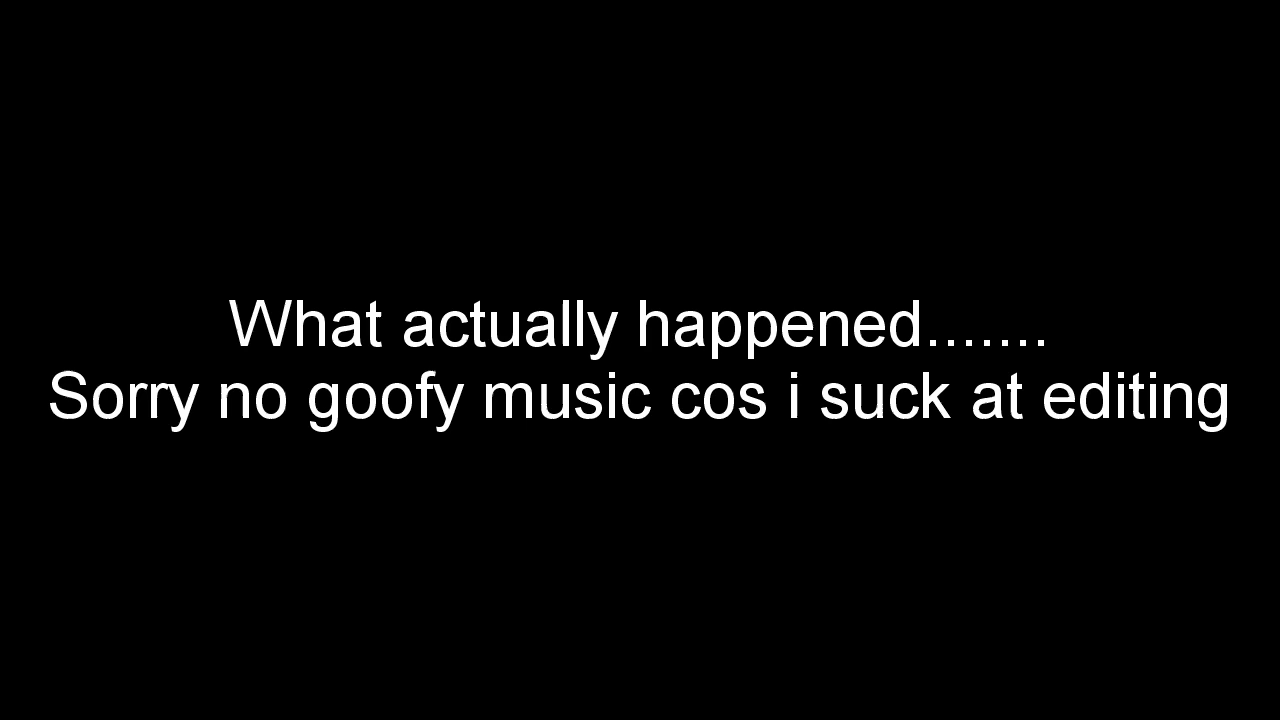 What actually happened.......
Sorry no goofy music cos i suck at editing